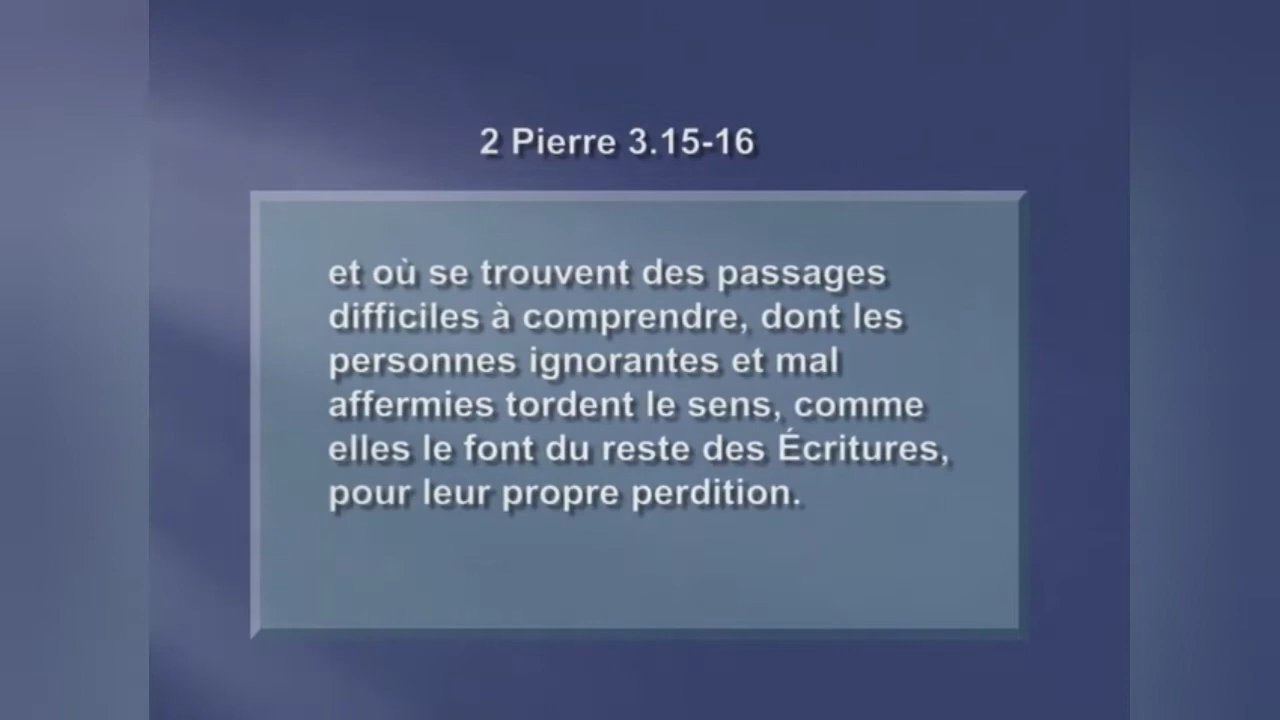 2 Pierre 3.15-16
et où se trouvent des passages
difficiles à comprendre, dont les
personnes ignorantes et mal
affermies tordent le sens, comme
elles le font du reste des Écritures,
pour leur propre perdition.